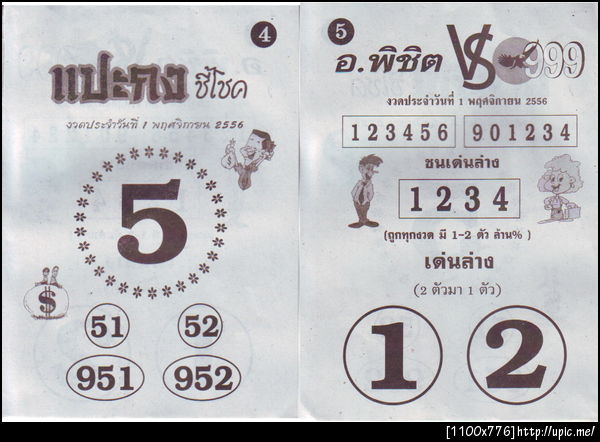 4
แปะกง ชี้โชค
งวดประจำวันที่ 1 พฤศจิกายน 2556
5
$
51 52
951 952
5
อ.พิชิต VS 999
งวดประจำวันที่ 1 พฤศจิกายน 2556
123456 901234
ชนเด่นล่าง
1234
(ถูกทุกงวด มี 1-2 ตัว ล้าน%)
เด่นล่าง
(2 ตัวมา 1 ตัว)
1 2
[1100x776]http://upic.me/